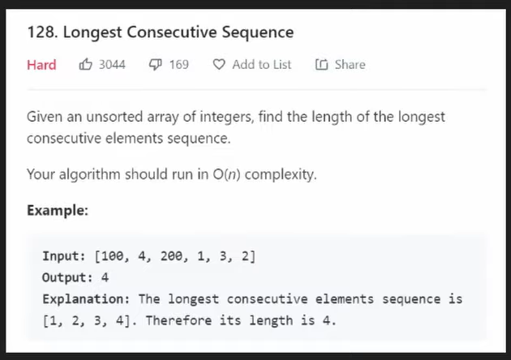 128. Longest Consecutive Sequence
Hard 3044 169 Add to List Share
Given an unsorted array of integers, find the length of the longest
consecutive elements sequence.
Your algorithm should run in O(n) complexity.
Example:
Input: [100, 4, 200, 1, 3, 2]
Output: 4
Explanation: The longest consecutive elements sequence is
[1, 2, 3, 4]. Therefore its length is 4.